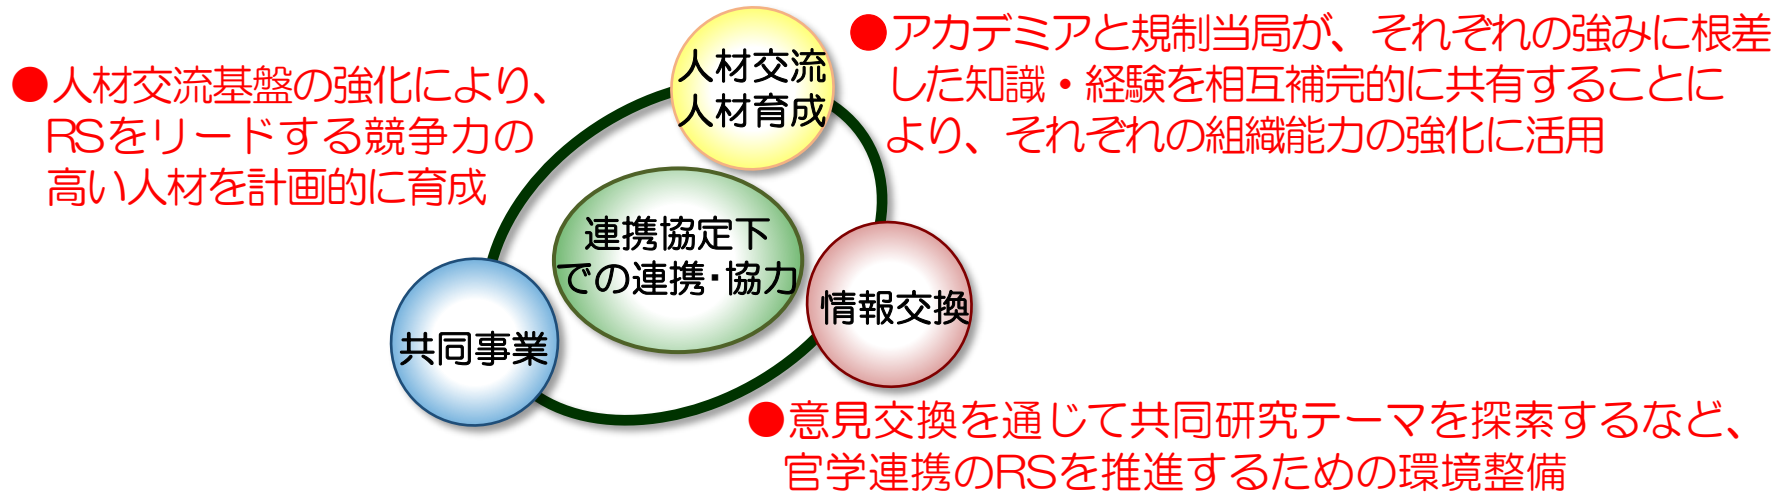 ●人材交流基盤の強化により、
RSをリードする競争力の
高い人材を計画的に育成
人材交流
人材育成
●アカデミアと規制当局が、それぞれの強みに根差
した知識・経験を相互補完的に共有することに
より、それぞれの組織能力の強化に活用
連携協定下
での連携・協力
共同事業
情報交換
●意見交換を通じて共同研究テーマを探索するなど、
官学連携のRSを推進するための環境整備